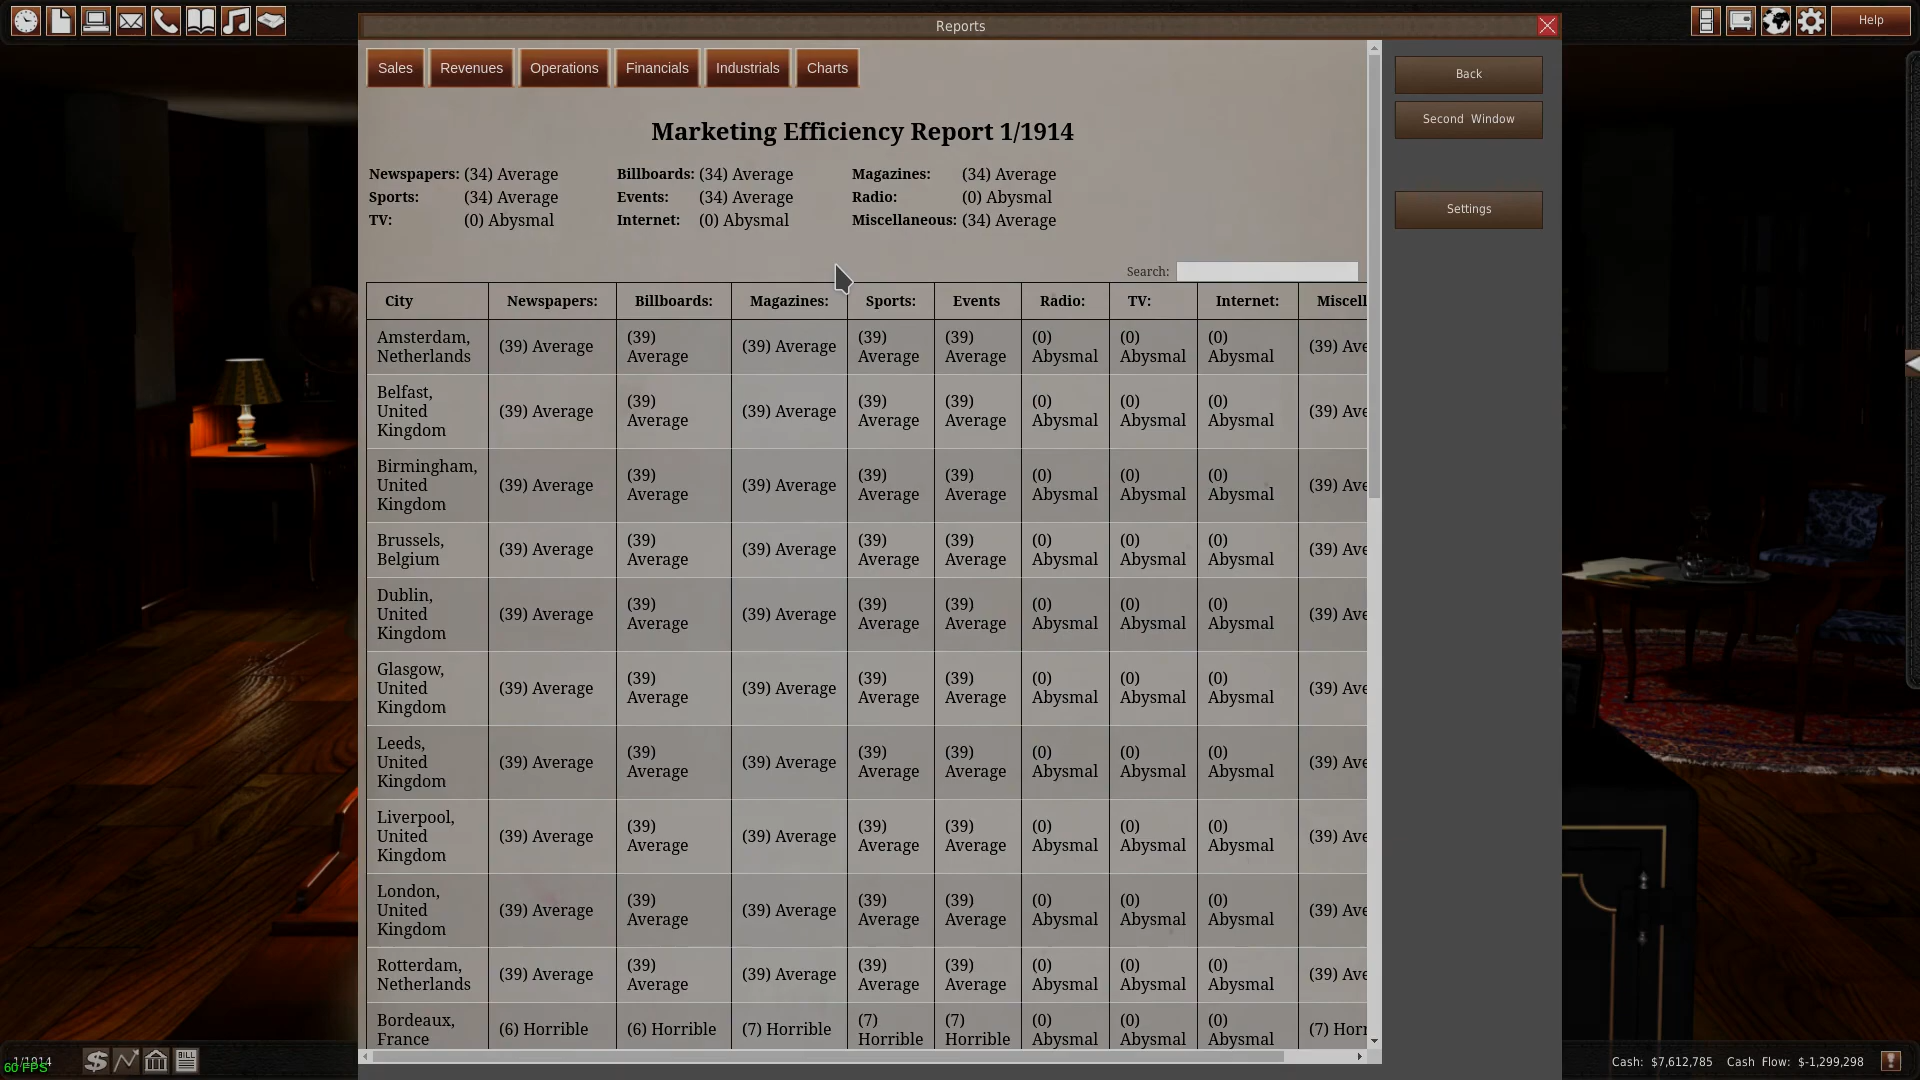 Reports
Help
Sales Revenues Operations Financials Industrials Charts
Back
Second Window
Settings
Marketing Efficiency Report 1/1914
Newspapers: (34) Average Billboards: (34) Average Magazines: (34) Average
Sports: (34) Average Events: (34) Average Radio: (0) Abysmal
TV: (0) Abysmal Internet: (0) Abysmal Miscellaneous: (34) Average
Search:
City Newspapers: Billboards: Magazines: Sports: Events Radio: TV: Internet: Miscell
Amsterdam, Netherlands (39) Average (39) Average (39) Average (39) Average (39) Average (0) Abysmal (0) Abysmal (0) Abysmal (39) Ave
Belfast, United Kingdom (39) Average (39) Average (39) Average (39) Average (39) Average (0) Abysmal (0) Abysmal (0) Abysmal (39) Ave
Birmingham, United Kingdom (39) Average (39) Average (39) Average (39) Average (39) Average (0) Abysmal (0) Abysmal (0) Abysmal (39) Ave
Brussels, Belgium (39) Average (39) Average (39) Average (39) Average (39) Average (0) Abysmal (0) Abysmal (0) Abysmal (39) Ave
Dublin, United Kingdom (39) Average (39) Average (39) Average (39) Average (39) Average (0) Abysmal (0) Abysmal (0) Abysmal (39) Ave
Glasgow, United Kingdom (39) Average (39) Average (39) Average (39) Average (39) Average (0) Abysmal (0) Abysmal (0) Abysmal (39) Ave
Leeds, United Kingdom (39) Average (39) Average (39) Average (39) Average (39) Average (0) Abysmal (0) Abysmal (0) Abysmal (39) Ave
Liverpool, United Kingdom (39) Average (39) Average (39) Average (39) Average (39) Average (0) Abysmal (0) Abysmal (0) Abysmal (39) Ave
London, United Kingdom (39) Average (39) Average (39) Average (39) Average (39) Average (0) Abysmal (0) Abysmal (0) Abysmal (39) Ave
Rotterdam, Netherlands (39) Average (39) Average (39) Average (39) Average (39) Average (0) Abysmal (0) Abysmal (0) Abysmal (39) Ave
Bordeaux, France (6) Horrible (6) Horrible (7) Horrible (7) Horrible (7) Horrible (0) Abysmal (0) Abysmal (0) Abysmal (7) Horr
1/1914
60 FPS
BILL
Cash: $7,612,785 Cash Flow: $-1,299,298